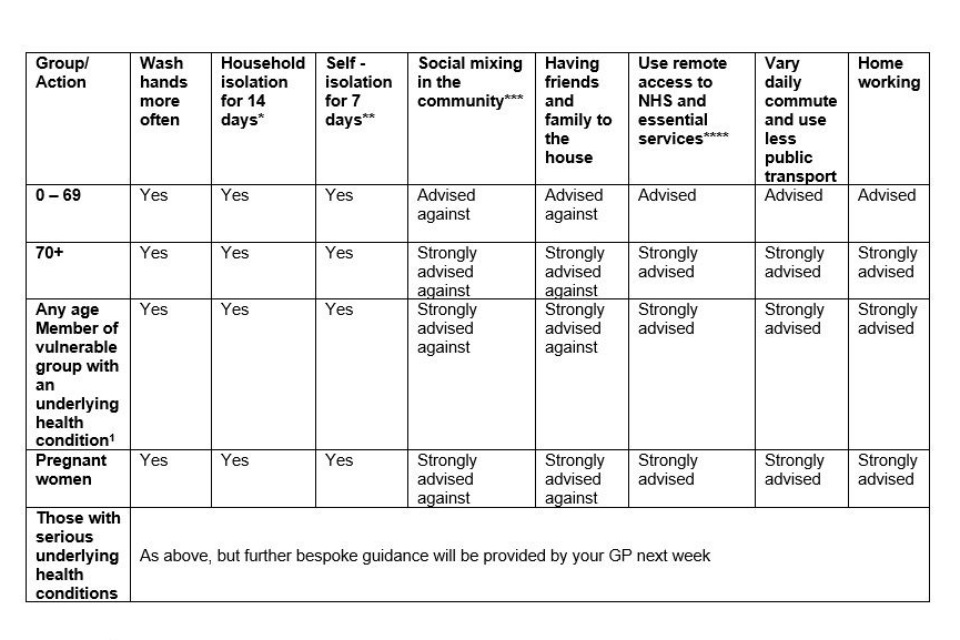 Group/ Action | Wash hands more often | Household isolation for 14 days* | Self - isolation for 7 days** | Social mixing in the community*** | Having friends and family to the house | Use remote access to NHS and essential services**** | Vary daily commute and use less public transport | Home working
0 – 69 | Yes | Yes | Yes | Advised against | Advised against | Advised | Advised | Advised
70+ | Yes | Yes | Yes | Strongly advised against | Strongly advised against | Strongly advised | Strongly advised | Strongly advised
Any age Member of vulnerable group with an underlying health condition¹ | Yes | Yes | Yes | Strongly advised against | Strongly advised against | Strongly advised | Strongly advised | Strongly advised
Pregnant women | Yes | Yes | Yes | Strongly advised against | Strongly advised against | Strongly advised | Strongly advised | Strongly advised
Those with serious underlying health conditions | As above, but further bespoke guidance will be provided by your GP next week